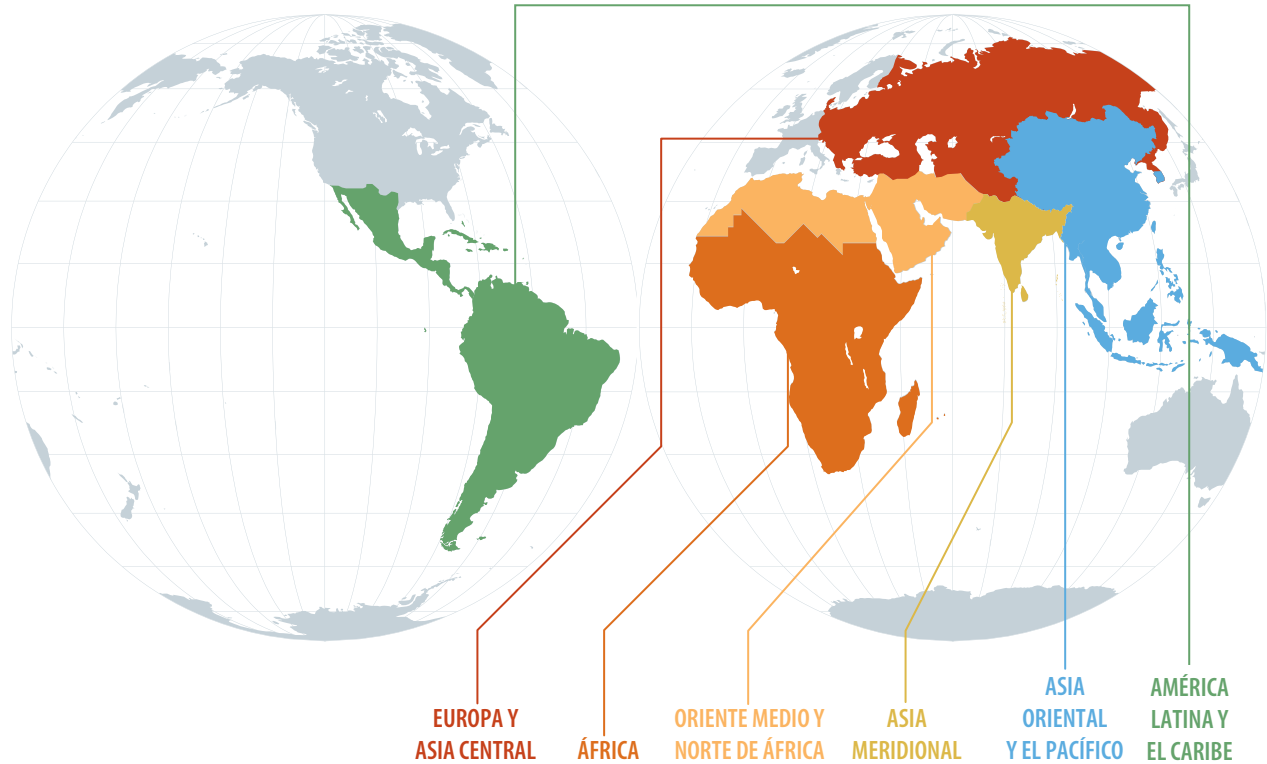 EUROPA Y
ASIA CENTRAL
ÁFRICA
ORIENTE MEDIO Y
NORTE DE ÁFRICA
ASIA
MERIDIONAL
ASIA
ORIENTAL
Y EL PACÍFICO
AMÉRICA
LATINA Y
EL CARIBE